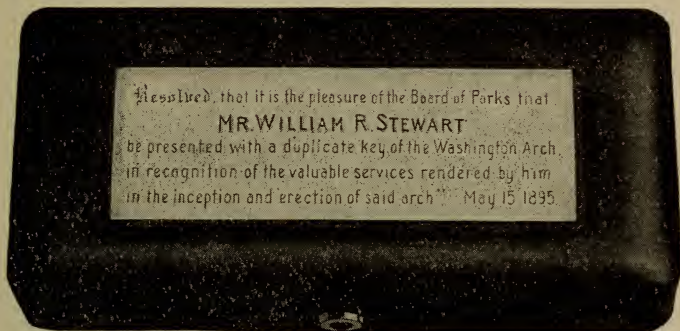 Resolved, that it is the pleasure of the Board of Parks that
MR. WILLIAM R. STEWART
be presented with a duplicate key of the Washington Arch,
in recognition of the valuable services rendered by him
in the inception and erection of said arch" May 15 1895.